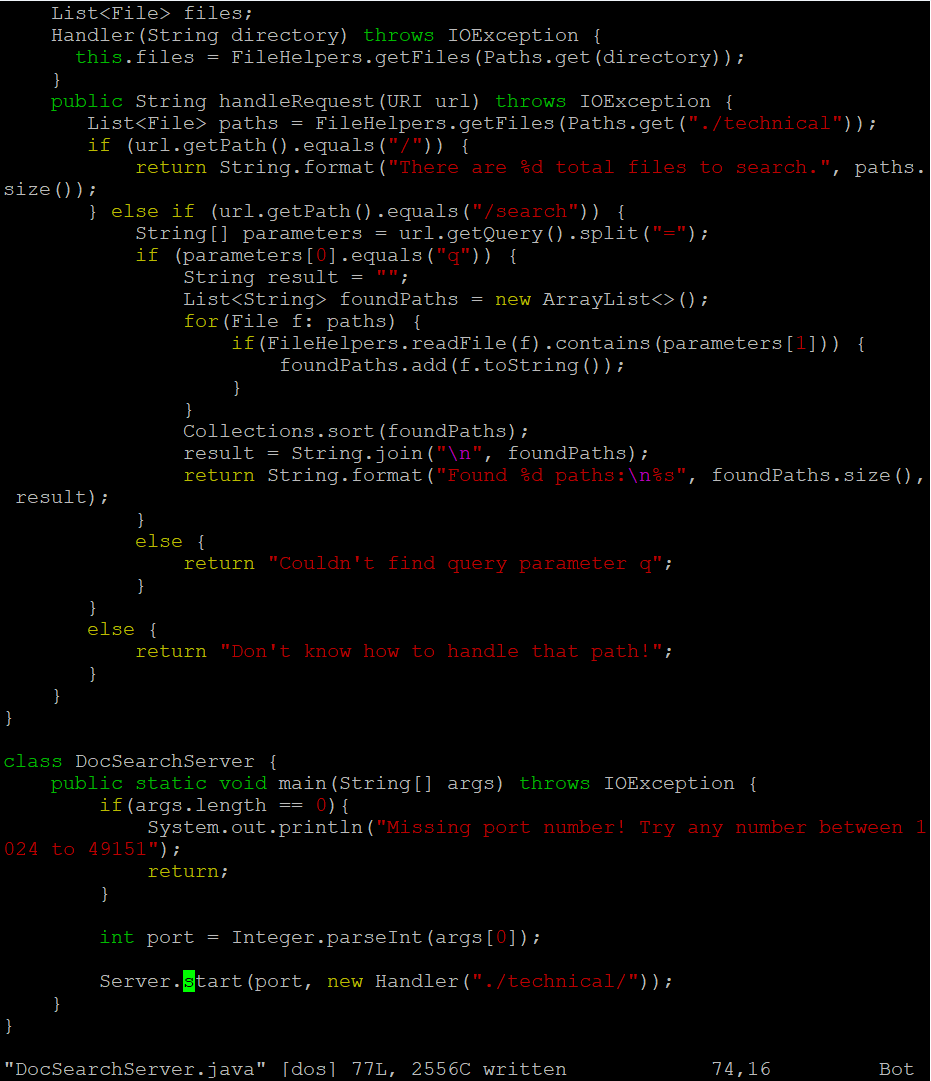 List<File> files;
    Handler(String directory) throws IOException {
      this.files = FileHelpers.getFiles(Paths.get(directory));
    }
    public String handleRequest(URI url) throws IOException {
       List<File> paths = FileHelpers.getFiles(Paths.get("./technical"));
       if (url.getPath().equals("/")) {
           return String.format("There are %d total files to search.", paths.
size());
       } else if (url.getPath().equals("/search")) {
           String[] parameters = url.getQuery().split("=");
           if (parameters[0].equals("q")) {
               String result = "";
               List<String> foundPaths = new ArrayList<>();
               for(File f: paths) {
                   if(FileHelpers.readFile(f).contains(parameters[1])) {
                       foundPaths.add(f.toString());
                   }
               }
               Collections.sort(foundPaths);
               result = String.join("\n", foundPaths);
               return String.format("Found %d paths:\n%s", foundPaths.size(),
 result);
           }
           else {
               return "Couldn't find query parameter q";
           }
       }
       else {
           return "Don't know how to handle that path!";
       }
    }
}

class DocSearchServer {
    public static void main(String[] args) throws IOException {
        if(args.length == 0){
            System.out.println("Missing port number! Try any number between 1
024 to 49151");
            return;
        }

        int port = Integer.parseInt(args[0]);

        Server.start(port, new Handler("./technical/"));
    }
}

"DocSearchServer.java" [dos] 77L, 2556C written            74,16         Bot